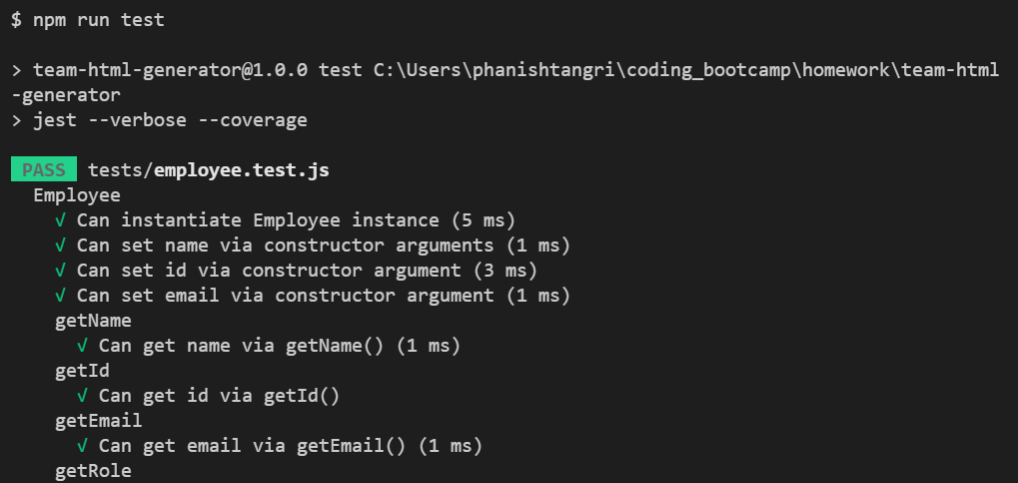 $ npm run test
> team-html-generator@1.0.0 test C:\Users\phanishtangri\coding_bootcamp\homework\team-html
-generator
> jest --verbose --coverage
PASS tests/employee.test.js
Employee
√ Can instantiate Employee instance (5 ms)
√ Can set name via constructor arguments (1 ms)
√ Can set id via constructor argument (3 ms)
√ Can set email via constructor argument (1 ms)
getName
√ Can get name via getName() (1 ms)
getId
√ Can get id via getId()
getEmail
√ Can get email via getEmail() (1 ms)
getRole